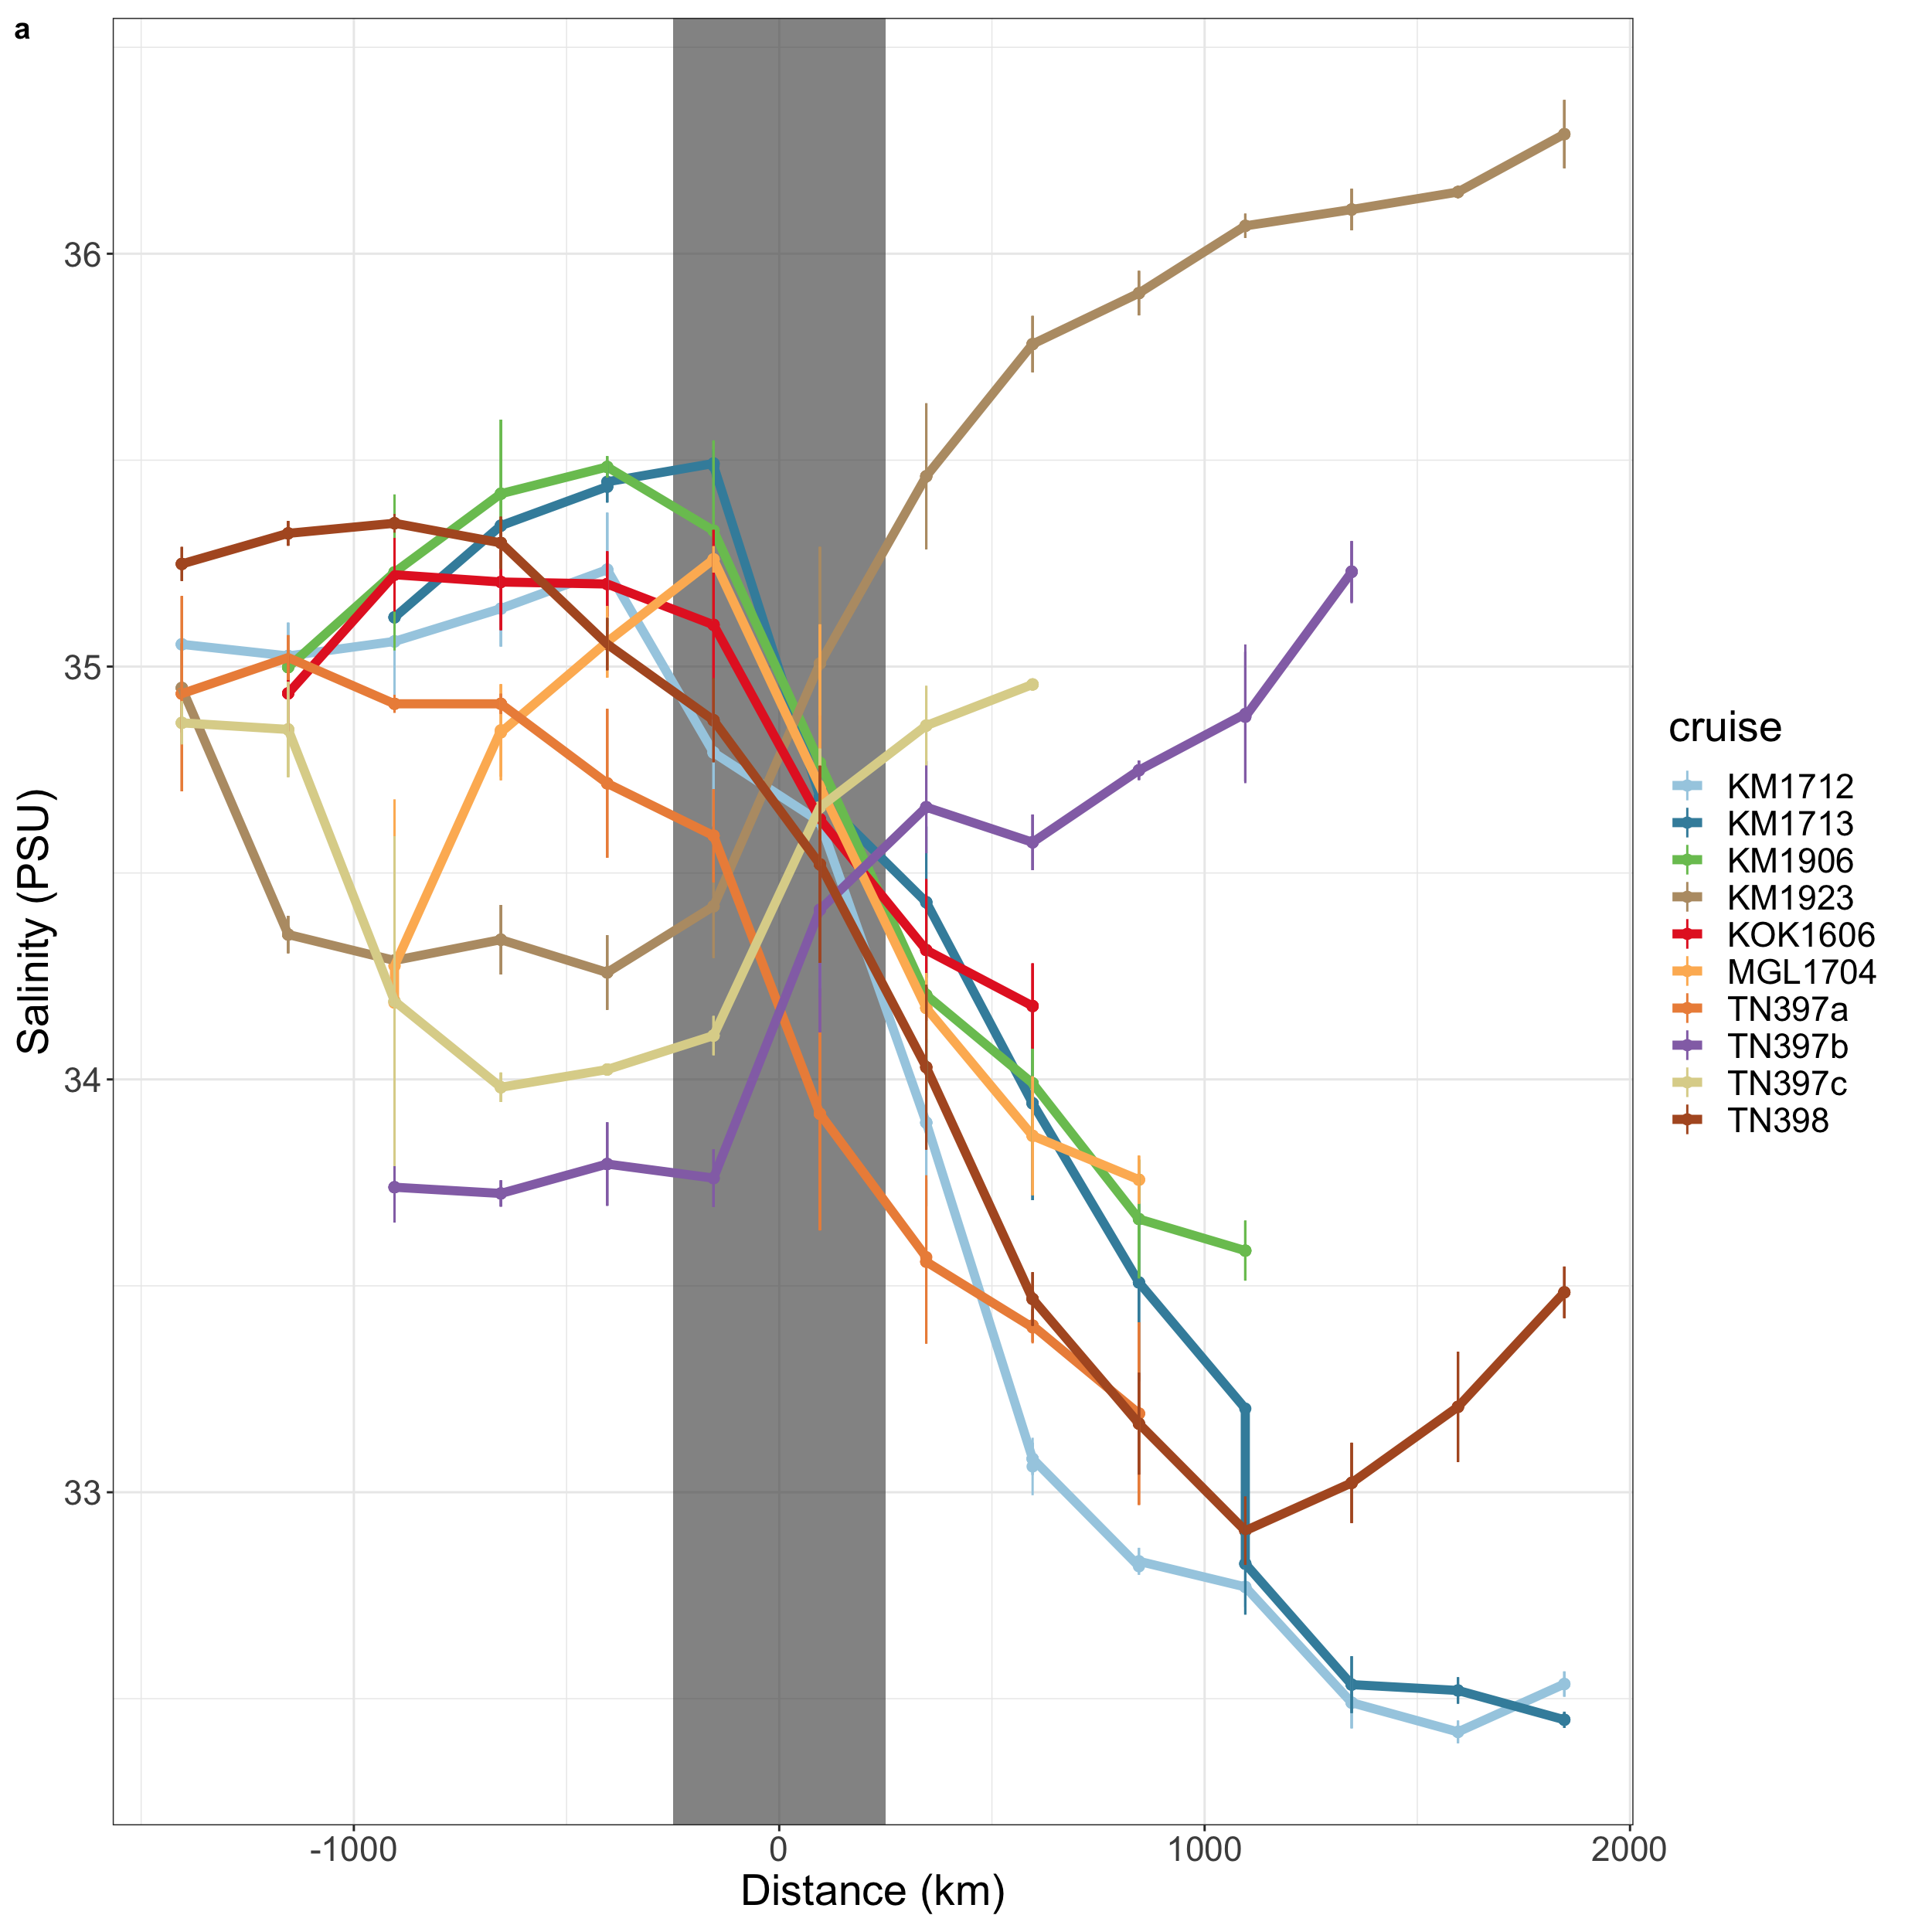 a
Salinity (PSU)
36
35
34
33
-1000
0
1000
2000
Distance (km)
cruise
KM1712
KM1713
KM1906
KM1923
KOK1606
MGL1704
TN397a
TN397b
TN397c
TN398